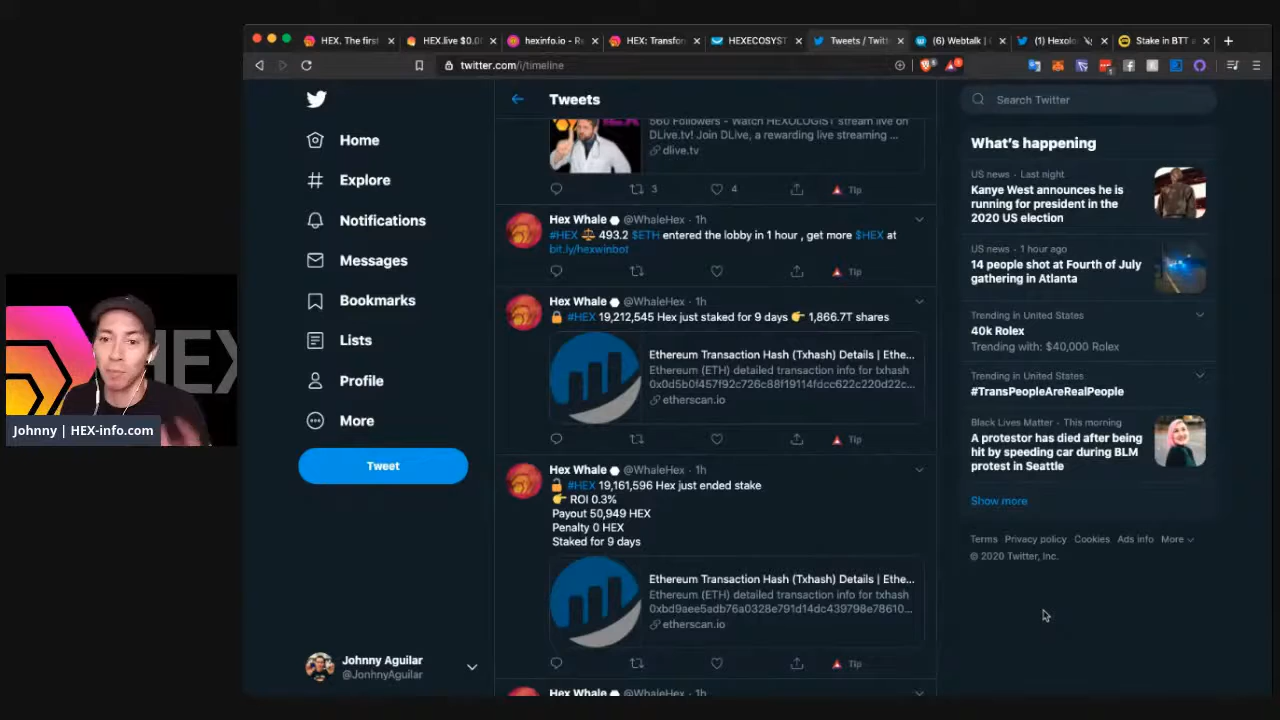 HEX. The first
HEX.live $0.0
hexinfo.io - R
HEX: Transfor
HEXECOSYST
Tweets / Twitt
(6) Webtalk |
(1) Hexolo
Stake in BTT
twitter.com/i/timeline
Home
Explore
Notifications
Messages
Bookmarks
Lists
Profile
More
Tweet
Johnny Aguilar
@JonhnyAguilar
Tweets
560 Followers - Watch HEXOLOGIST stream live on
DLive.tv! Join DLive, a rewarding live streaming ...
dlive.tv
3
4
Tip
Hex Whale @WhaleHex · 1h
#HEX 493.2 $ETH entered the lobby in 1 hour , get more $HEX at
bit.ly/hexwinbot
Tip
Hex Whale @WhaleHex · 1h
#HEX 19,212,545 Hex just staked for 9 days 1,866.7T shares
Ethereum Transaction Hash (Txhash) Details | Ethe...
Ethereum (ETH) detailed transaction info for txhash
0x0d5b0f457f92c726c88f19114fdcc622c220d22c...
etherscan.io
Tip
Hex Whale @WhaleHex · 1h
#HEX 19,161,596 Hex just ended stake
ROI 0.3%
Payout 50,949 HEX
Penalty 0 HEX
Staked for 9 days
Ethereum Transaction Hash (Txhash) Details | Ethe...
Ethereum (ETH) detailed transaction info for txhash
0xbd9aee5adb76a0328e791d14dc439798e78610...
etherscan.io
Tip
Hex Whale @WhaleHex · 1h
Search Twitter
What's happening
US news · Last night
Kanye West announces he is
running for president in the
2020 US election
US news · 1 hour ago
14 people shot at Fourth of July
gathering in Atlanta
Trending in United States
40k Rolex
Trending with: $40,000 Rolex
Trending in United States
#TransPeopleAreRealPeople
Black Lives Matter · This morning
A protestor has died after being
hit by speeding car during BLM
protest in Seattle
Show more
Terms Privacy policy Cookies Ads info More
© 2020 Twitter, Inc.
HEX
Johnny | HEX-info.com